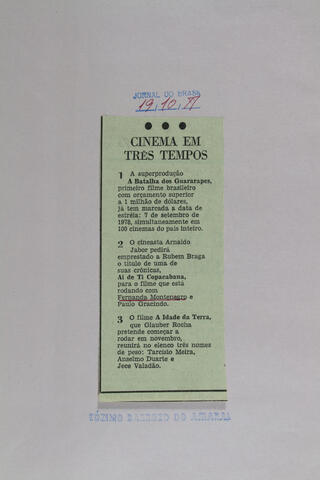 JORNAL DO BRASIL
19,10,77
CINEMA EM
TRÊS TEMPOS
1 A superprodução
A Batalha dos Guararapes,
primeiro filme brasileiro
com orçamento superior
a 1 milhão de dólares,
já tem marcada a data de
estréia: 7 de setembro de
1978, simultaneamente em
100 cinemas do país inteiro.
2 O cineasta Arnaldo
Jabor pedirá
emprestado a Rubem Braga
o título de uma de
suas crônicas,
Ai de Ti Copacabana,
para o filme que está
rodando com
Fernanda Montenegro e
Paulo Gracindo.
3 O filme A Idade da Terra,
que Glauber Rocha
pretende começar a
rodar em novembro,
reunirá no elenco três nomes
de peso: Tarcísio Meira,
Anselmo Duarte e
Jece Valadão.